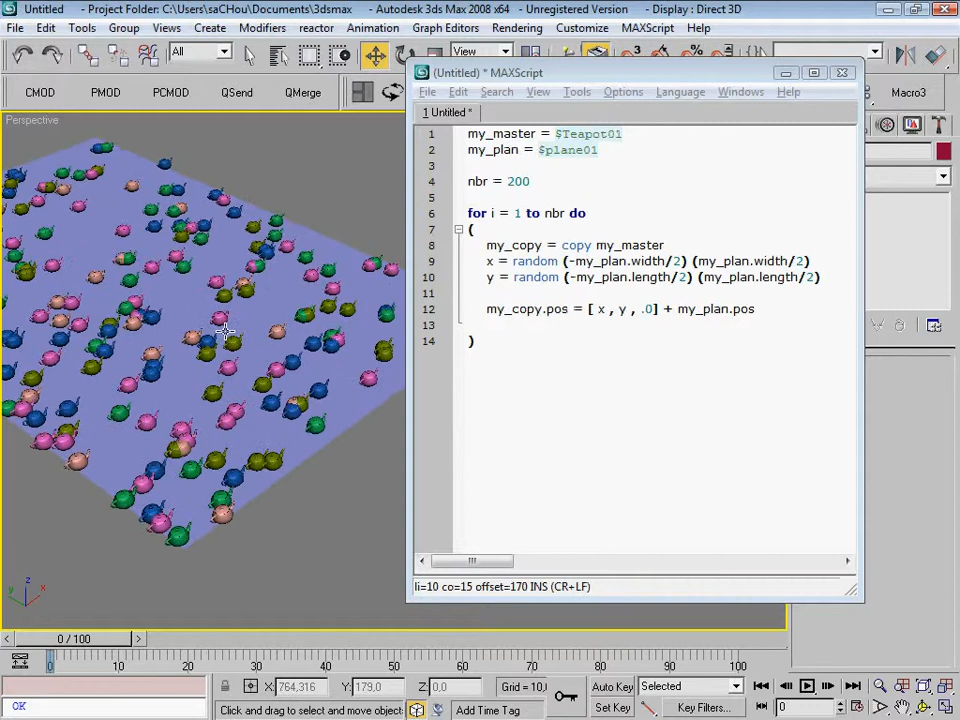 Untitled - Project Folder: C:\Users\saCHou\Documents\3dsmax - Autodesk 3ds Max 2008 x64 - Unregistered Version - Display : Direct 3D
File Edit Tools Group Views Create Modifiers reactor Animation Graph Editors Rendering Customize MAXScript Help
All View
CMOD PMOD PCMOD QSend QMerge Macro3
Perspective
(Untitled) * MAXScript
File Edit Search View Tools Options Language Windows Help
1 Untitled *
1 my_master = $Teapot01
2 my_plan = $plane01
3
4 nbr = 200
5
6 for i = 1 to nbr do
7 (
8 my_copy = copy my_master
9 x = random (-my_plan.width/2) (my_plan.width/2)
10 y = random (-my_plan.length/2) (my_plan.length/2)
11
12 my_copy.pos = [ x , y , .0] + my_plan.pos
13
14 )
li=10 co=15 offset=170 INS (CR+LF)
z
y x
0 / 100
0 10 20 30 40 50 60 70 80 90 100
X: 764,316 Y: 179,0 Z: 0,0 Grid = 10,
Auto Key Selected
OK
Click and drag to select and move objec
Add Time Tag
Set Key Key Filters... 0